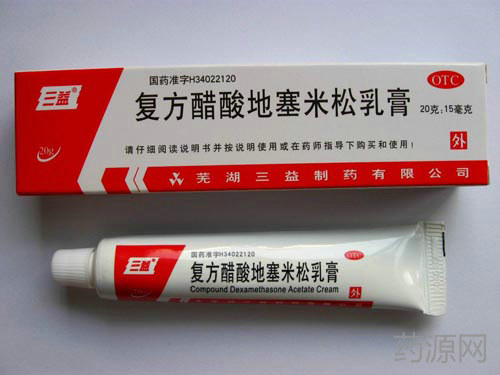 三益®
国药准字H34022120
OTC
复方醋酸地塞米松乳膏
20克:15毫克
20g
请仔细阅读说明书并按说明使用或在药师指导下购买和使用!
外
芜湖三益制药有限公司
三益
国药准字H34022120
OTC
复方醋酸地塞米松乳膏
Compound Dexamethasone Acetate Cream
20g
外
药源网